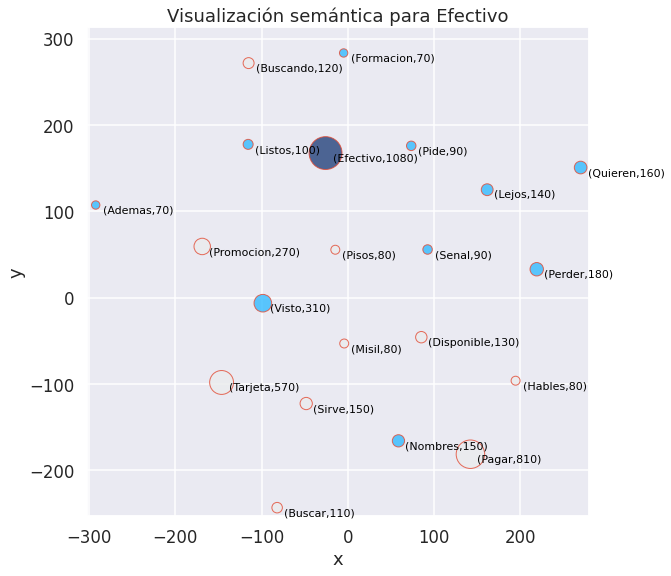 Visualización semántica para Efectivo
300
200
100
0
−100
−200
y
(Formacion,70)
(Buscando,120)
(Listos,100)
(Efectivo,1080)
(Pide,90)
(Quieren,160)
(Lejos,140)
(Ademas,70)
(Promocion,270)
(Pisos,80)
(Senal,90)
(Perder,180)
(Visto,310)
(Misil,80)
(Disponible,130)
(Tarjeta,570)
(Hables,80)
(Sirve,150)
(Nombres,150)
(Pagar,810)
(Buscar,110)
−300 −200 −100 0 100 200
x